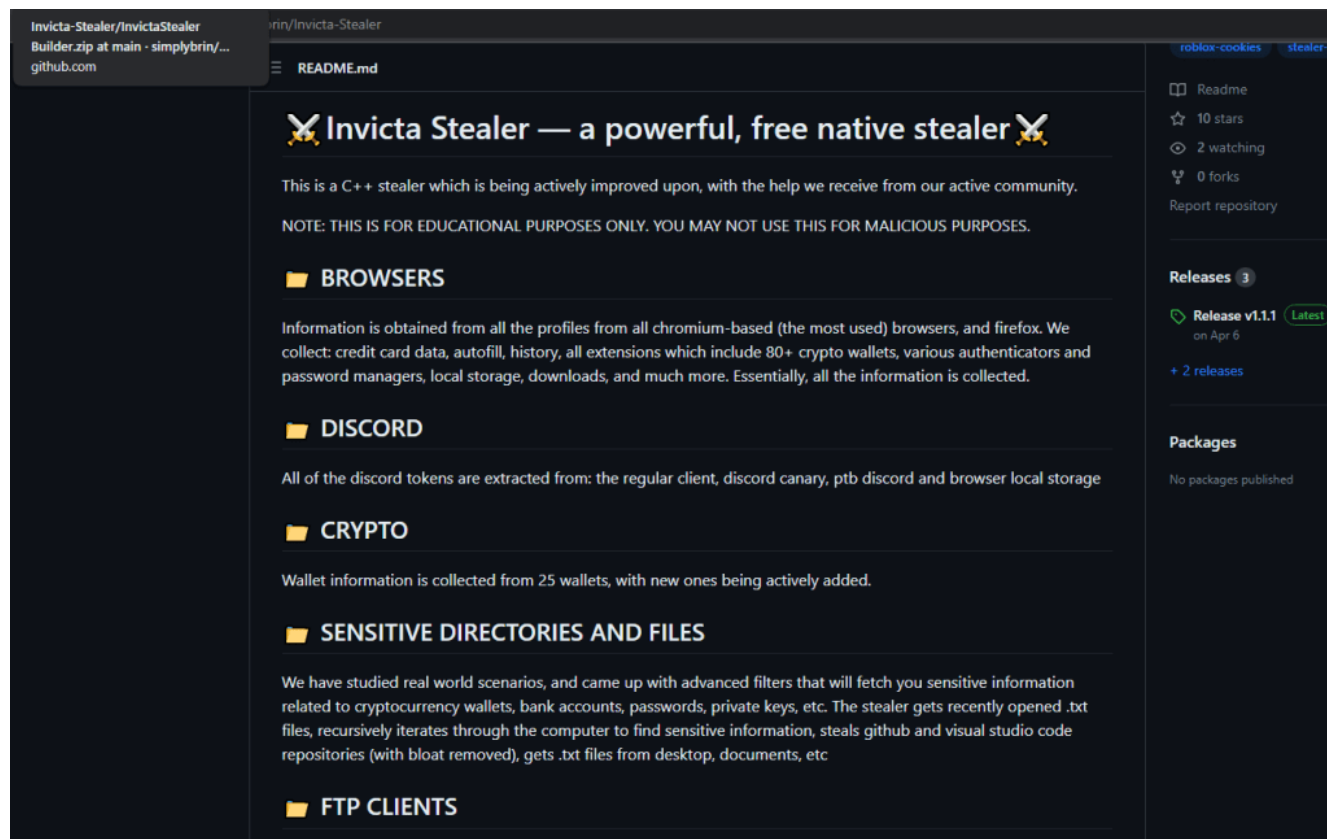 Invicta-Stealer/InvictaStealer
Builder.zip at main · simplybrin/...
github.com
rin/Invicta-Stealer
README.md
⚔️Invicta Stealer — a powerful, free native stealer⚔️
This is a C++ stealer which is being actively improved upon, with the help we receive from our active community.
NOTE: THIS IS FOR EDUCATIONAL PURPOSES ONLY. YOU MAY NOT USE THIS FOR MALICIOUS PURPOSES.
📁 BROWSERS
Information is obtained from all the profiles from all chromium-based (the most used) browsers, and firefox. We
collect: credit card data, autofill, history, all extensions which include 80+ crypto wallets, various authenticators and
password managers, local storage, downloads, and much more. Essentially, all the information is collected.
📁 DISCORD
All of the discord tokens are extracted from: the regular client, discord canary, ptb discord and browser local storage
📁 CRYPTO
Wallet information is collected from 25 wallets, with new ones being actively added.
📁 SENSITIVE DIRECTORIES AND FILES
We have studied real world scenarios, and came up with advanced filters that will fetch you sensitive information
related to cryptocurrency wallets, bank accounts, passwords, private keys, etc. The stealer gets recently opened .txt
files, recursively iterates through the computer to find sensitive information, steals github and visual studio code
repositories (with bloat removed), gets .txt files from desktop, documents, etc
📁 FTP CLIENTS
roblox-cookies stealer-
Readme
10 stars
2 watching
0 forks
Report repository
Releases 3
Release v1.1.1 Latest
on Apr 6
+ 2 releases
Packages
No packages published